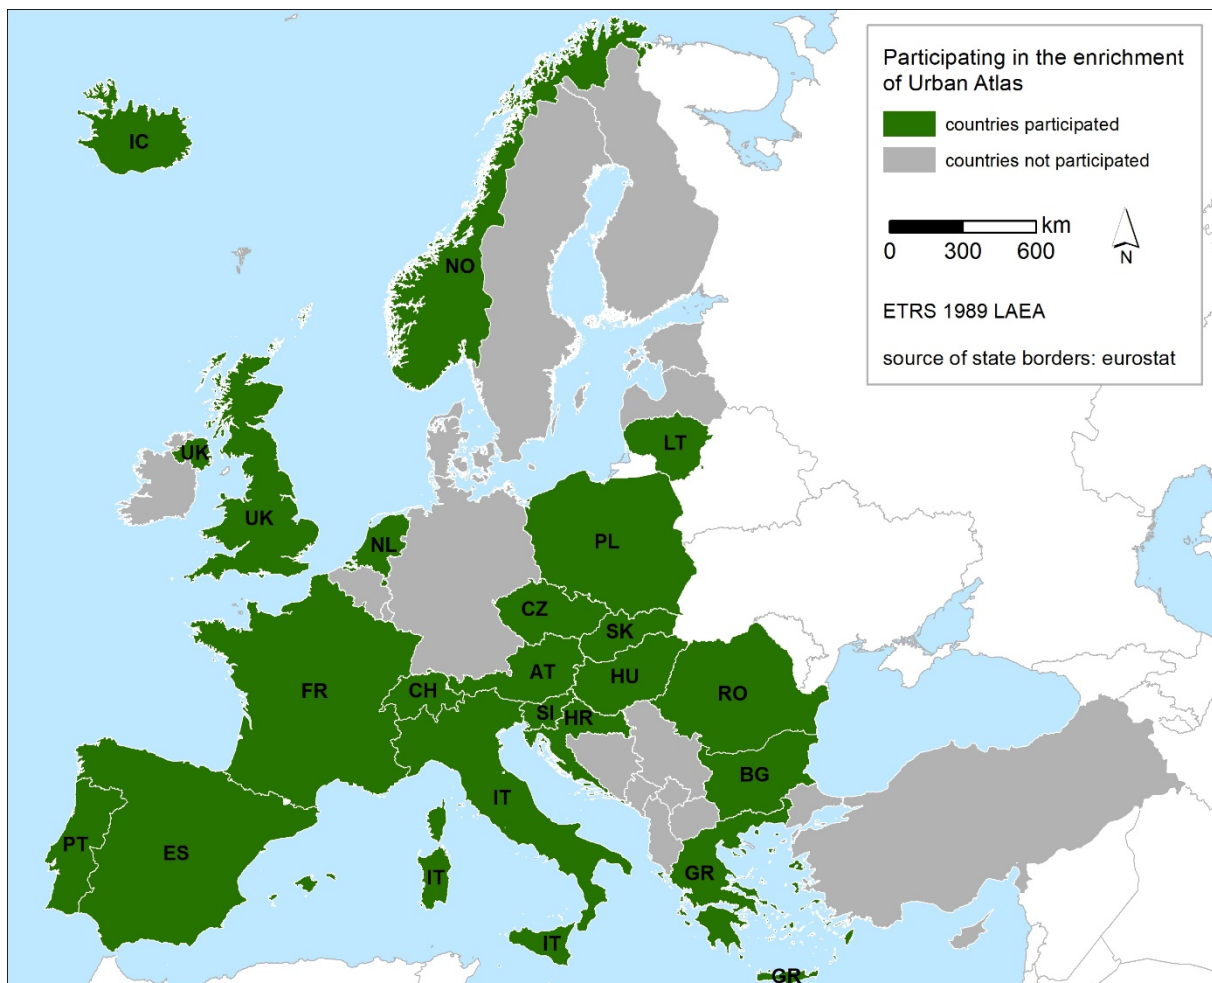 Participating in the enrichment
of Urban Atlas
countries participated
countries not participated
km
0 300 600
N
ETRS 1989 LAEA
source of state borders: eurostat
IC
NO
LT
UK
UK
NL
PL
CZ
SK
FR
CH
AT
HU
RO
SI
HR
BG
IT
PT
ES
IT
GR
IT
GR